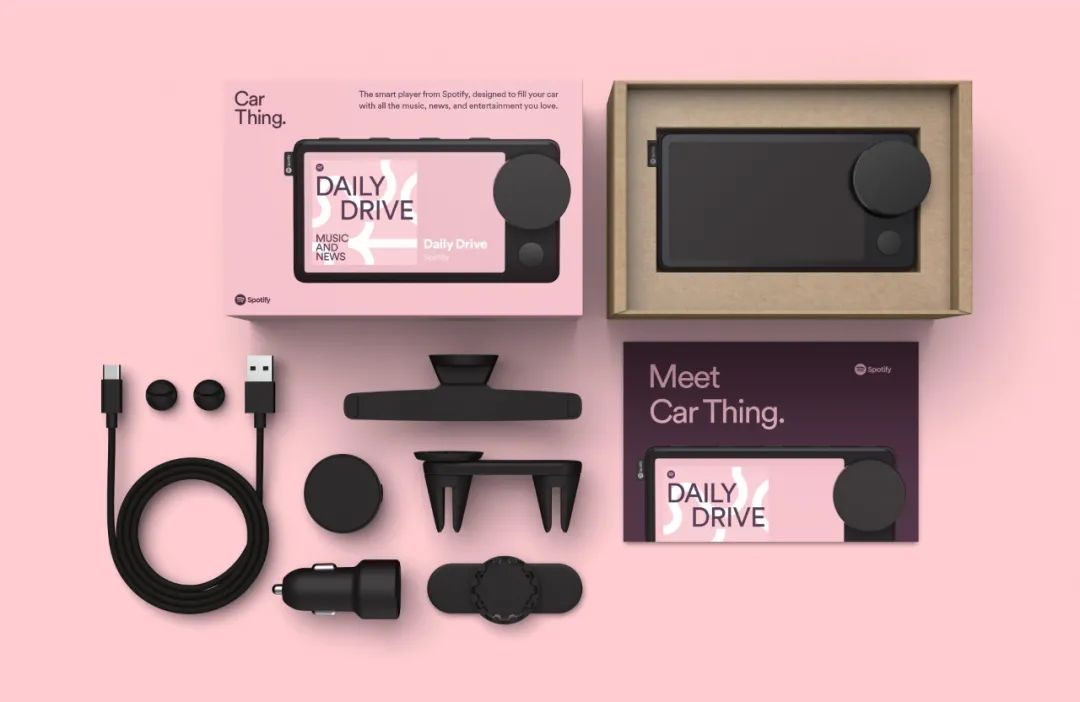 Car
Thing.
The smart player from Spotify, designed to fill your car
with all the music, news, and entertainment you love.
DAILY
DRIVE
MUSIC
AND
NEWS
Daily Drive
Spotify
Spotify
Meet
Car Thing.
Spotify
DAILY
DRIVE